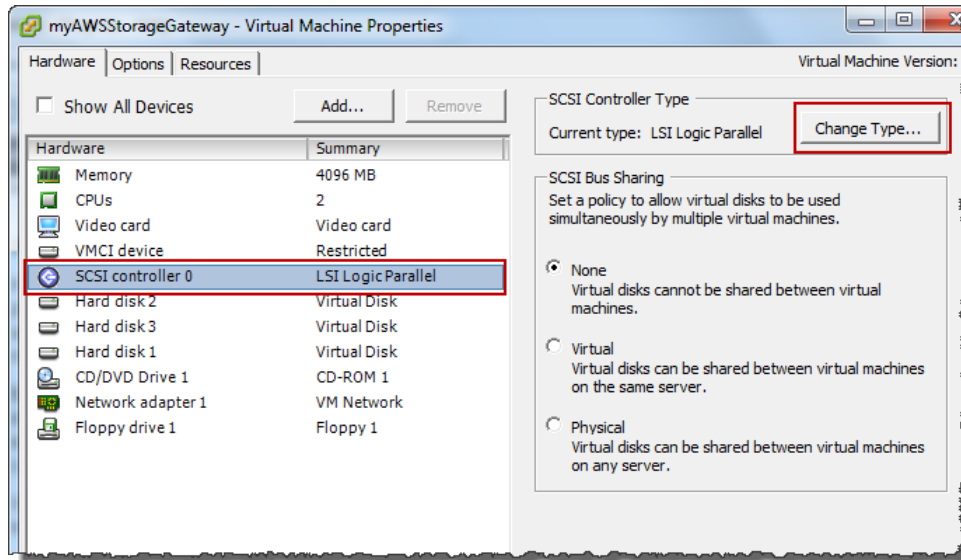 myAWSStorageGateway - Virtual Machine Properties
Hardware Options Resources
Virtual Machine Version:
Show All Devices
Add...
Remove
Hardware Summary
Memory 4096 MB
CPUs 2
Video card Video card
VMCI device Restricted
SCSI controller 0 LSI Logic Parallel
Hard disk 2 Virtual Disk
Hard disk 3 Virtual Disk
Hard disk 1 Virtual Disk
CD/DVD Drive 1 CD-ROM 1
Network adapter 1 VM Network
Floppy drive 1 Floppy 1
SCSI Controller Type
Current type: LSI Logic Parallel
Change Type...
SCSI Bus Sharing
Set a policy to allow virtual disks to be used
simultaneously by multiple virtual machines.
None
Virtual disks cannot be shared between virtual
machines.
Virtual
Virtual disks can be shared between virtual machines
on the same server.
Physical
Virtual disks can be shared between virtual machines
on any server.